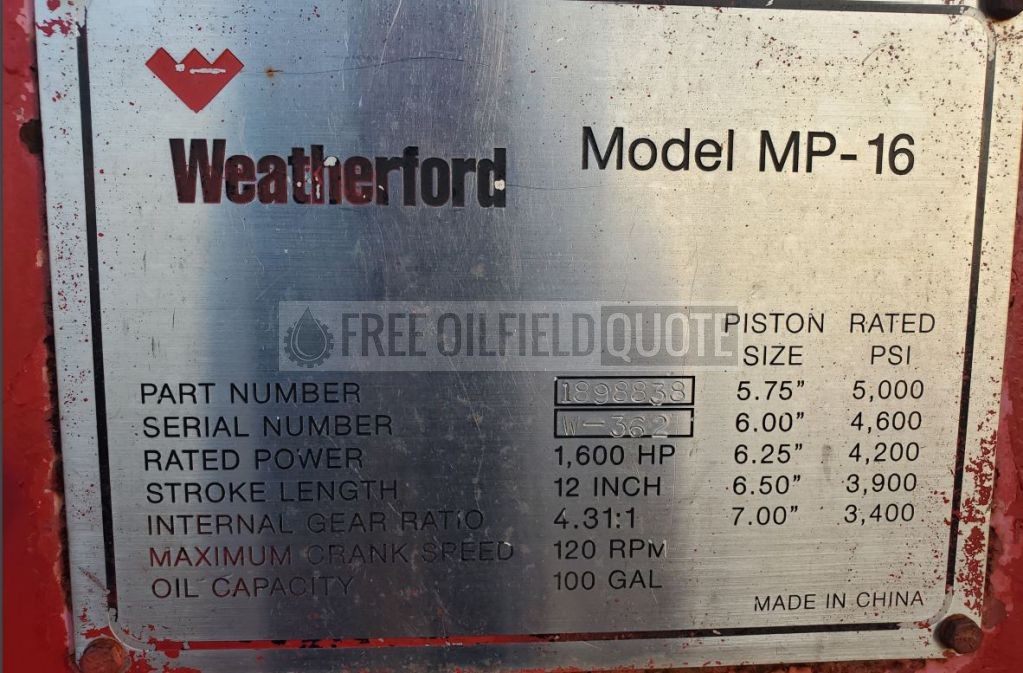 Weatherford
Model MP-16
FREE OILFIELD QUOTE
PISTON RATED
SIZE PSI
PART NUMBER 1898838 5.75" 5,000
SERIAL NUMBER W-362 6.00" 4,600
RATED POWER 1,600 HP 6.25" 4,200
STROKE LENGTH 12 INCH 6.50" 3,900
INTERNAL GEAR RATIO 4.31:1 7.00" 3,400
MAXIMUM CRANK SPEED 120 RPM
OIL CAPACITY 100 GAL
MADE IN CHINA